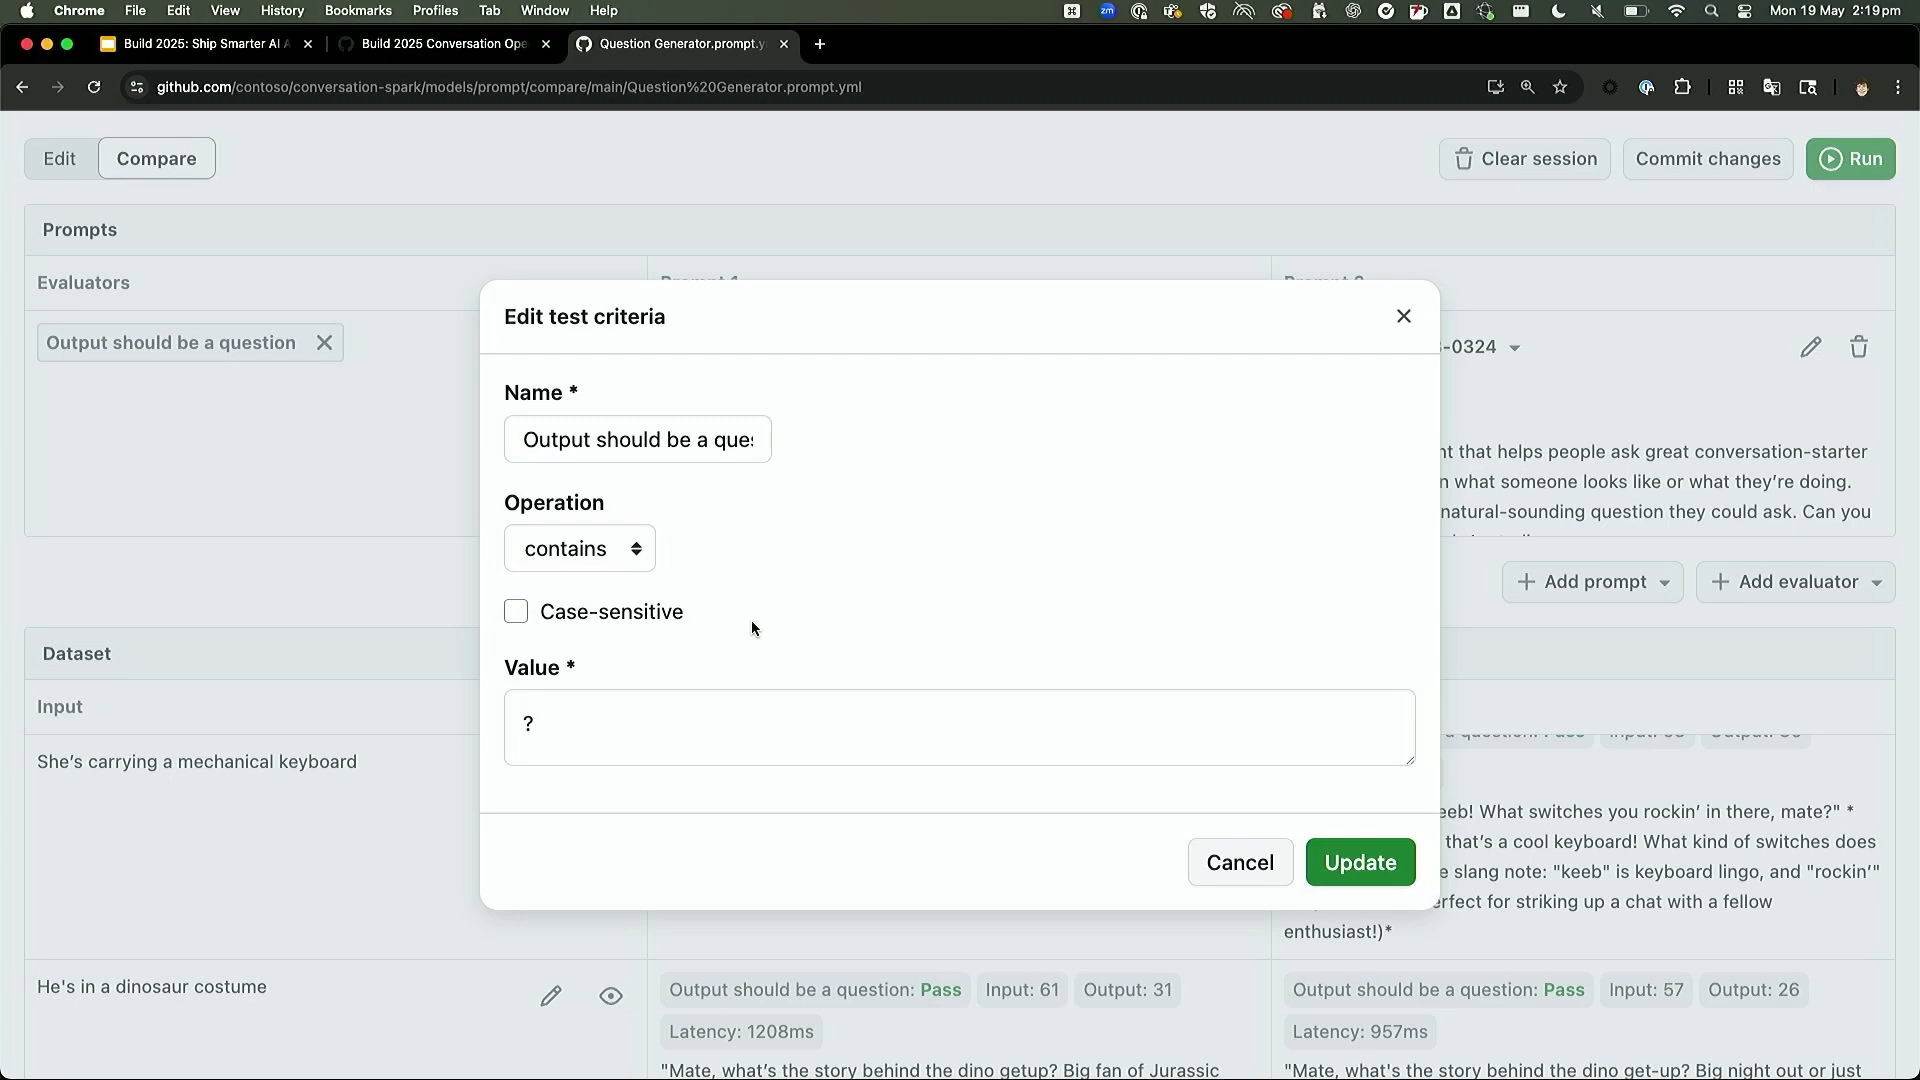 Chrome File Edit View History Bookmarks Profiles Tab Window Help
zm
Mon 19 May 2:19 pm
Build 2025: Ship Smarter AI A
Build 2025 Conversation Ope
Question Generator.prompt.y
github.com/contoso/conversation-spark/models/prompt/compare/main/Question%20Generator.prompt.yml
Edit Compare
Clear session
Commit changes
Run
Prompts
Evaluators
Prompt 1
Prompt 2
Output should be a question
-0324
nt that helps people ask great conversation-starter
n what someone looks like or what they're doing.
natural-sounding question they could ask. Can you
Edit test criteria
Name *
Output should be a ques
Operation
contains
Case-sensitive
Value *
?
Cancel Update
Add prompt
Add evaluator
Dataset
Input
She's carrying a mechanical keyboard
eeb! What switches you rockin' in there, mate?" *
that's a cool keyboard! What kind of switches does
e slang note: "keeb" is keyboard lingo, and "rockin'"
erfect for striking up a chat with a fellow
enthusiast!)*
He's in a dinosaur costume
Output should be a question: Pass Input: 61 Output: 31
Latency: 1208ms
"Mate, what's the story behind the dino getup? Big fan of Jurassic
Output should be a question: Pass Input: 57 Output: 26
Latency: 957ms
"Mate, what's the story behind the dino get-up? Big night out or just